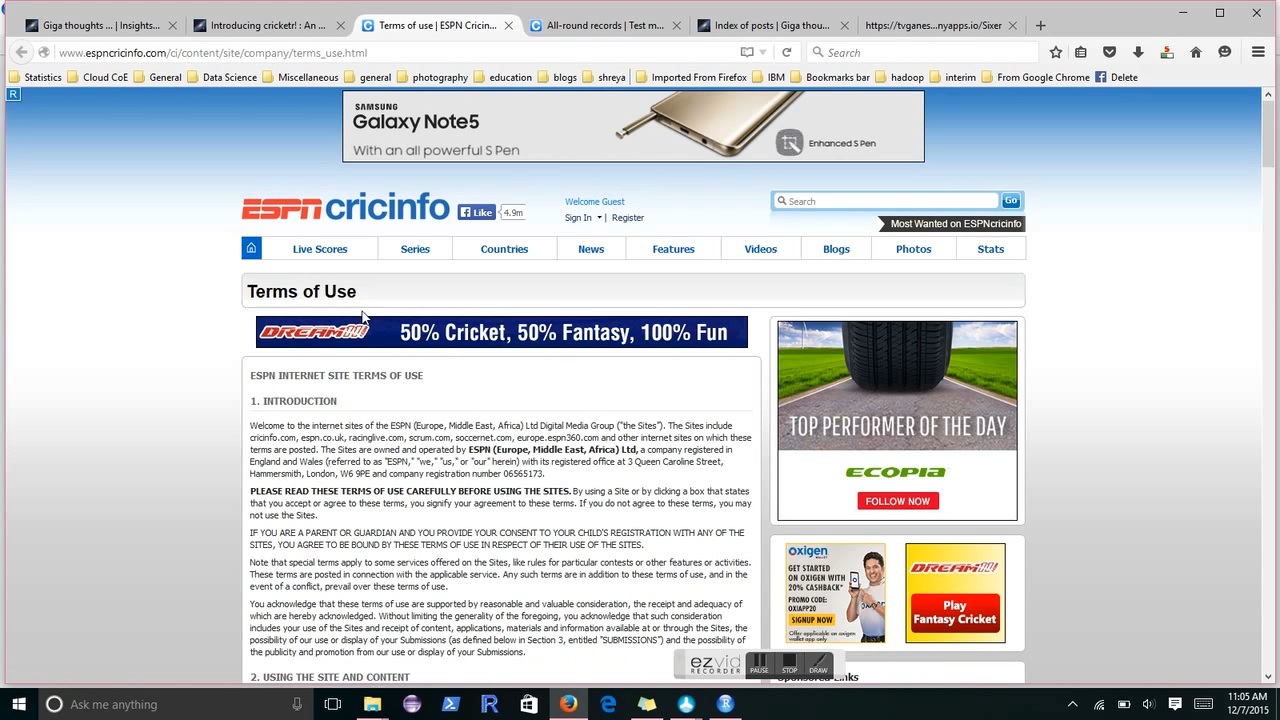 Giga thoughts ... | Insights...
Introducing cricket! : An ...
Terms of use | ESPN Cricin...
All-round records | Test m...
Index of posts | Giga thou...
https://tvganes...nyapps.io/Sixer
www.espncricinfo.com/ci/content/site/company/terms_use.html
Search
Statistics Cloud CoE General Data Science Miscellaneous general photography education blogs shreya Imported From Firefox IBM Bookmarks bar hadoop interim From Google Chrome Delete
R
SAMSUNG
Galaxy Note5
With an all powerful S Pen
Enhanced S Pen
ESPN cricinfo
Like 4.9m
Welcome Guest
Sign In | Register
Search Go
Most Wanted on ESPNcricinfo
Live Scores Series Countries News Features Videos Blogs Photos Stats
Terms of Use
DREAM11 50% Cricket, 50% Fantasy, 100% Fun
ESPN INTERNET SITE TERMS OF USE
1. INTRODUCTION
Welcome to the internet sites of the ESPN (Europe, Middle East, Africa) Ltd Digital Media Group ("the Sites"). The Sites include
cricinfo.com, espn.co.uk, racinglive.com, scrum.com, soccernet.com, europe.espn360.com and other internet sites on which these
terms are posted. The Sites are owned and operated by ESPN (Europe, Middle East, Africa) Ltd, a company registered in
England and Wales (referred to as "ESPN," "we," "us," or "our" herein) with its registered office at 3 Queen Caroline Street,
Hammersmith, London, W6 9PE and company registration number 06565173.
PLEASE READ THESE TERMS OF USE CAREFULLY BEFORE USING THE SITES. By using a Site or by clicking a box that states
that you accept or agree to these terms, you signify your agreement to these terms. If you do not agree to these terms, you may
not use the Sites.
IF YOU ARE A PARENT OR GUARDIAN AND YOU PROVIDE YOUR CONSENT TO YOUR CHILD'S REGISTRATION WITH ANY OF THE
SITES, YOU AGREE TO BE BOUND BY THESE TERMS OF USE IN RESPECT OF THEIR USE OF THE SITES.
Note that special terms apply to some services offered on the Sites, like rules for particular contests or other features or activities.
These terms are posted in connection with the applicable service. Any such terms are in addition to these terms of use, and in the
event of a conflict, prevail over these terms of use.
You acknowledge that these terms of use are supported by reasonable and valuable consideration, the receipt and adequacy of
which are hereby acknowledged. Without limiting the generality of the foregoing, you acknowledge that such consideration
includes your use of the Sites and receipt of content, applications, materials and information available at or through the Sites, the
possibility of our use or display of your Submissions (as defined below in Section 3, entitled "SUBMISSIONS") and the possibility of
the publicity and promotion from our use or display of your Submissions.
2. USING THE SITE AND CONTENT
TOP PERFORMER OF THE DAY
ECOPIA
FOLLOW NOW
oxigen
WALLET
GET STARTED
ON OXIGEN WITH
20% CASHBACK*
PROMO CODE:
OXIAPP20
SIGNUP NOW
Offer applicable on oxigen
wallet app only
DREAM11
Play
Fantasy Cricket
Sponsored Links
ezvid
RECORDER
PAUSE STOP DRAW
Ask me anything
11:05 AM
12/7/2015